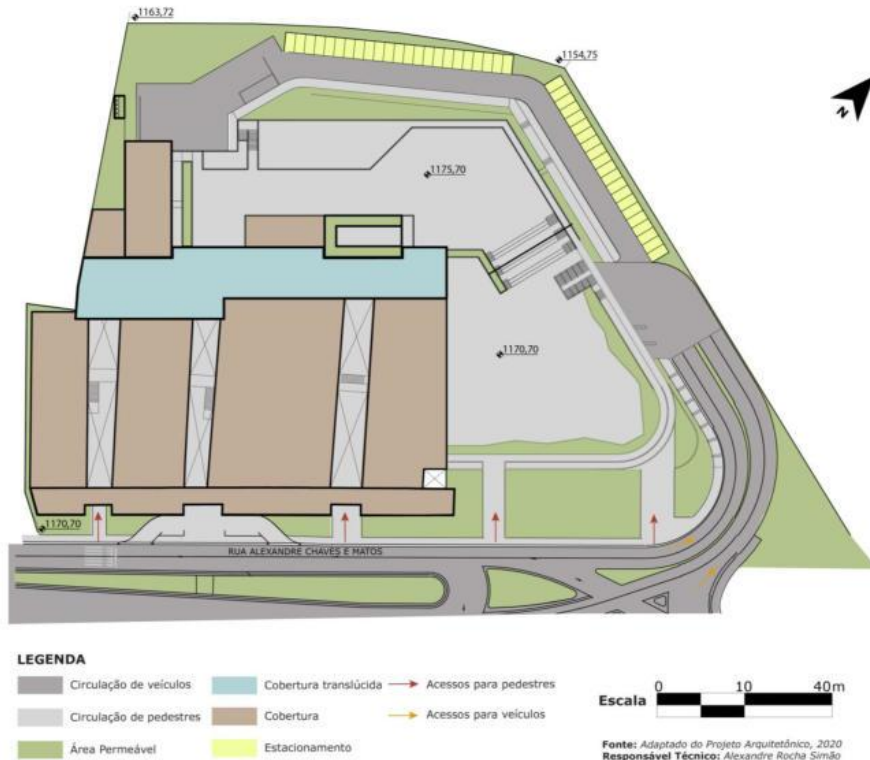 1163,72
1154,75
N
1175,70
1170,70
1170,70
RUA ALEXANDRE CHAVES E MATOS
LEGENDA
Circulação de veículos
Cobertura translúcida
Acessos para pedestres
Circulação de pedestres
Cobertura
Acessos para veículos
Área Permeável
Estacionamento
Escala
0 10 40m
Fonte: Adaptado do Projeto Arquitetônico, 2020
Responsável Técnico: Alexandre Rocha Simão